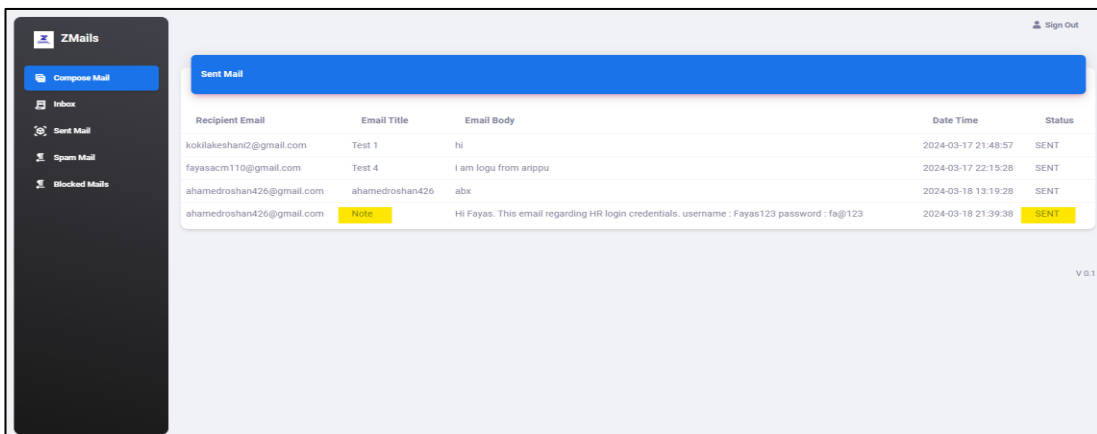 ZMails
Sign Out
Compose Mail
Inbox
Sent Mail
Spam Mail
Blocked Mails
Sent Mail
Recipient Email Email Title Email Body Date Time Status
kokilakeshani2@gmail.com Test 1 hi 2024-03-17 21:48:57 SENT
fayasacm110@gmail.com Test 4 i am logu from arippu 2024-03-17 22:15:28 SENT
ahamedroshan426@gmail.com ahamedroshan426 abx 2024-03-18 13:19:28 SENT
ahamedroshan426@gmail.com Note Hi Fayas. This email regarding HR login credentials. username : Fayas123 password : fa@123 2024-03-18 21:39:38 SENT
V 0.1